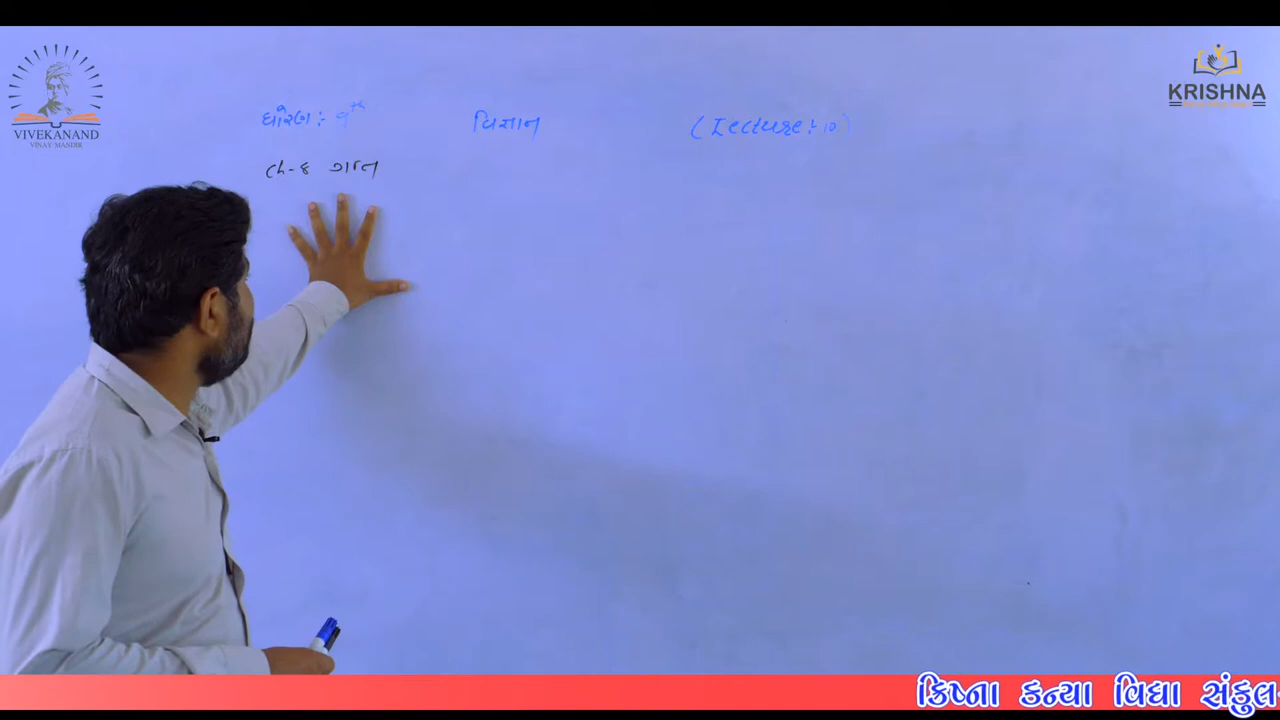 ધોરણ :- 9th વિજ્ઞાન (Lecture :- 10)
ch-8 ગતિ
VIVEKANAND
VINAY MANDIR
KRISHNA
ક્રિષ્ના કન્યા વિદ્યા સંકુલ